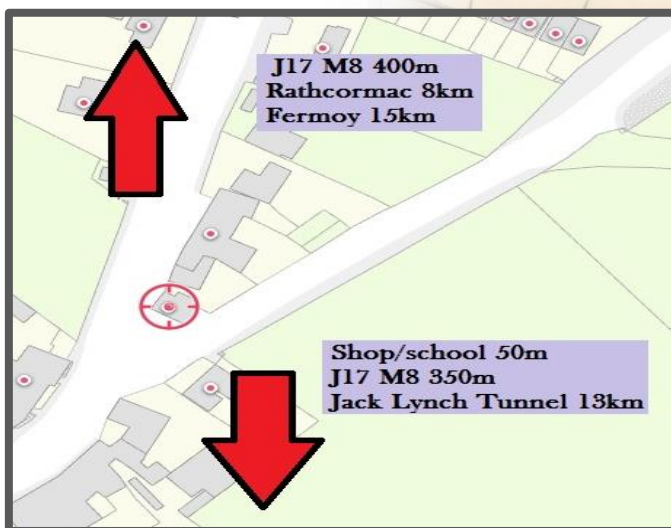 J17 M8 400m
Rathcormac 8km
Fermoy 15km
Shop/school 50m
J17 M8 350m
Jack Lynch Tunnel 13km